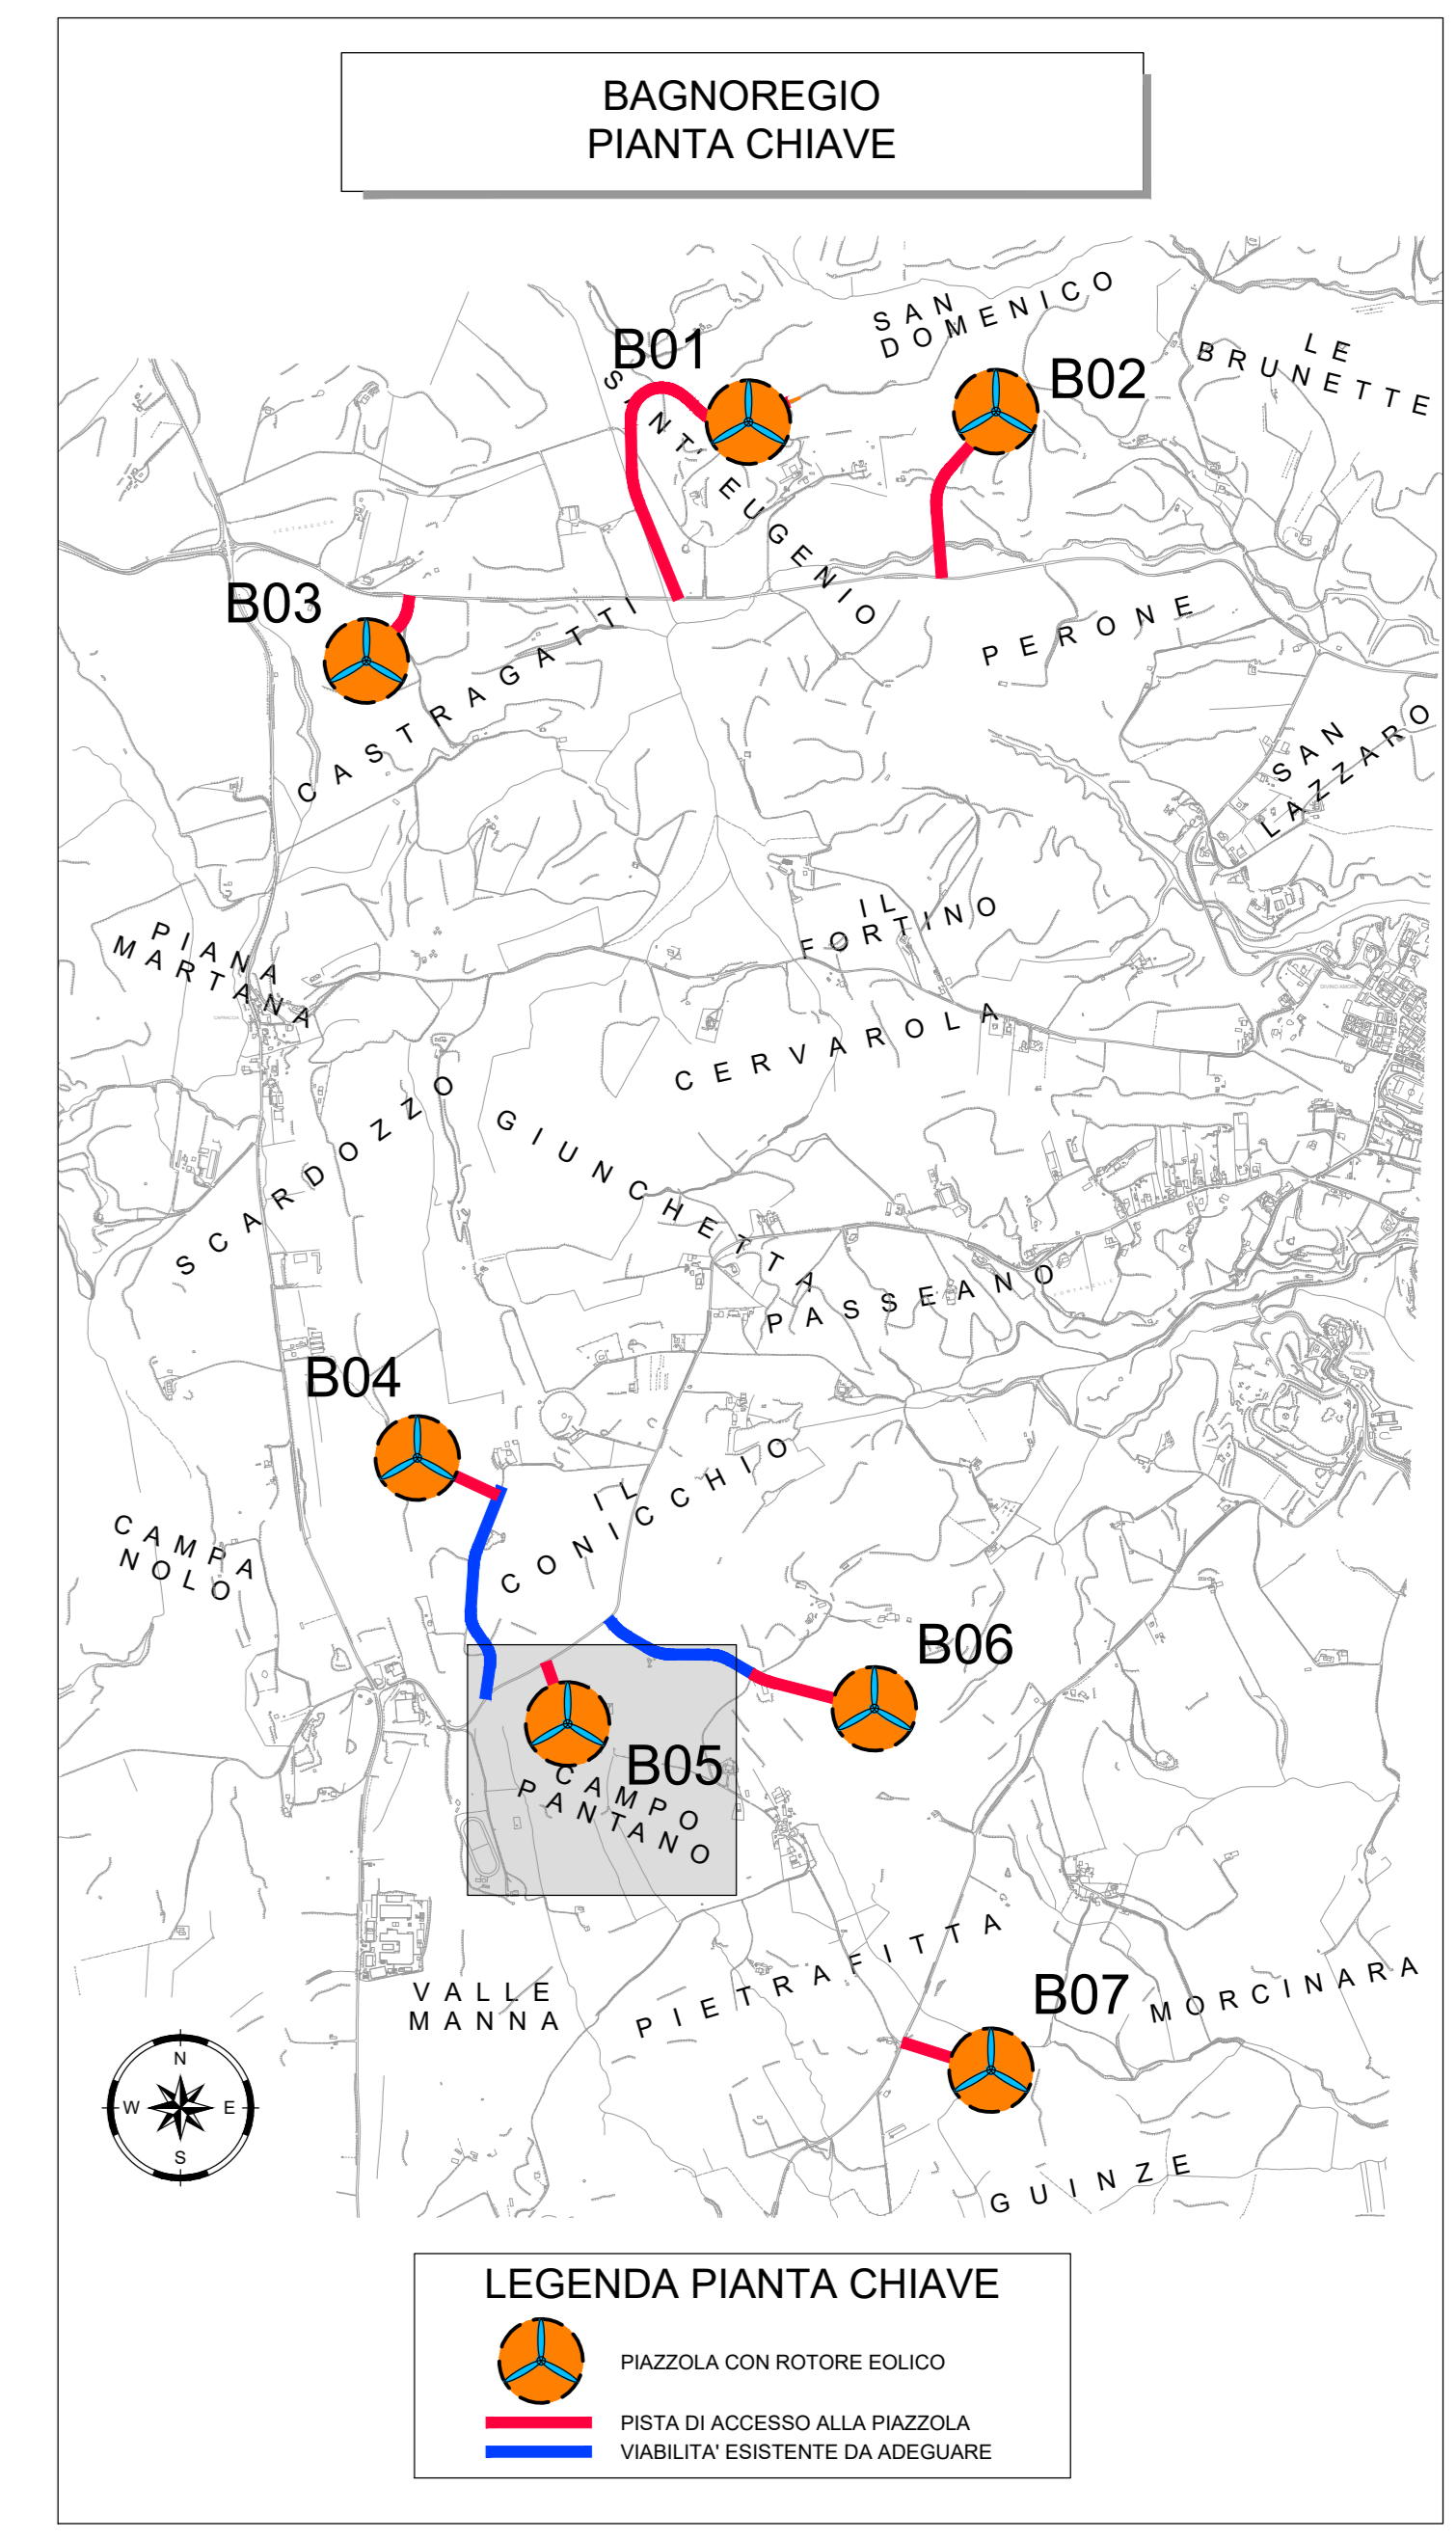 BAGNOREGIO
PIANTA CHIAVE
SAN
DOMENICO
LE
BRUNETTE
B01
B02
SANT' EUGENIO
B03
PERONE
CASTRAGATTI
SAN
LAZZARO
IL
FORTINO
PIANA
MARTANA
DIVINO AMORE
CERVAROLA
SCARDOZZO
GIUNCHETTA
PASSEANO
B04
IL
CONICCHIO
CAMPA
NOLO
B06
B05
CAMPO
PANTANO
PIETRAFITTA
VALLE
MANNA
B07
MORCINARA
N
W
E
S
GUINZE
LEGENDA PIANTA CHIAVE
PIAZZOLA CON ROTORE EOLICO
PISTA DI ACCESSO ALLA PIAZZOLA
VIABILITA' ESISTENTE DA ADEGUARE